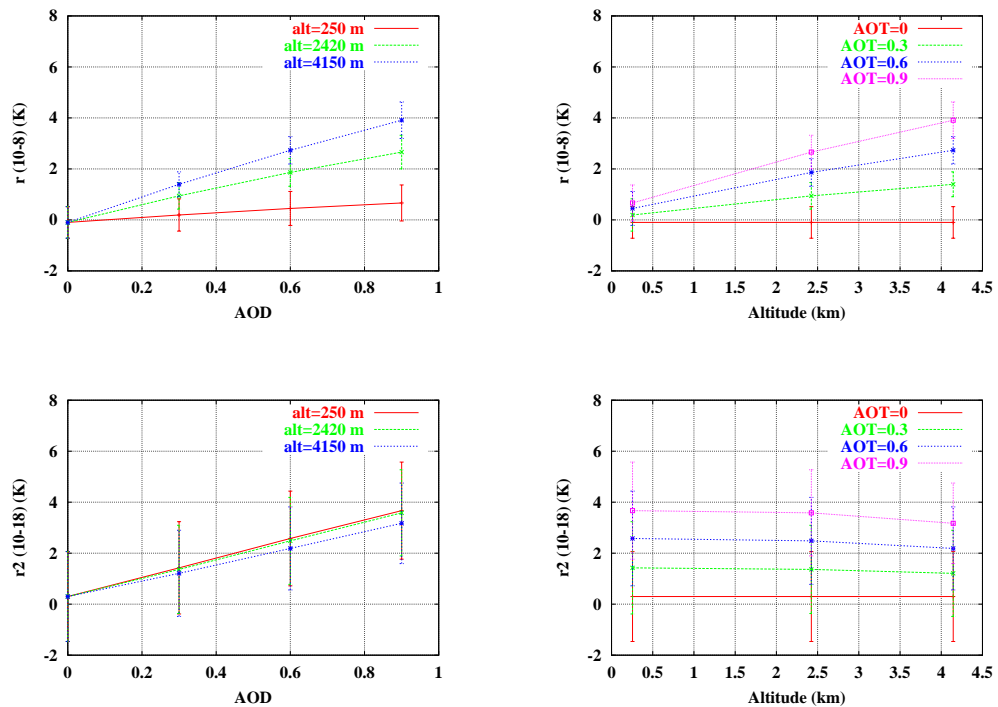 8
6
4
2
0
-2
r (10-8) (K)
0
0.2
0.4
0.6
0.8
1
AOD
alt=250 m
alt=2420 m
alt=4150 m
8
6
4
2
0
-2
r (10-8) (K)
0
0.5
1
1.5
2
2.5
3
3.5
4
4.5
Altitude (km)
AOT=0
AOT=0.3
AOT=0.6
AOT=0.9
8
6
4
2
0
-2
r2 (10-18) (K)
0
0.2
0.4
0.6
0.8
1
AOD
alt=250 m
alt=2420 m
alt=4150 m
8
6
4
2
0
-2
r2 (10-18) (K)
0
0.5
1
1.5
2
2.5
3
3.5
4
4.5
Altitude (km)
AOT=0
AOT=0.3
AOT=0.6
AOT=0.9